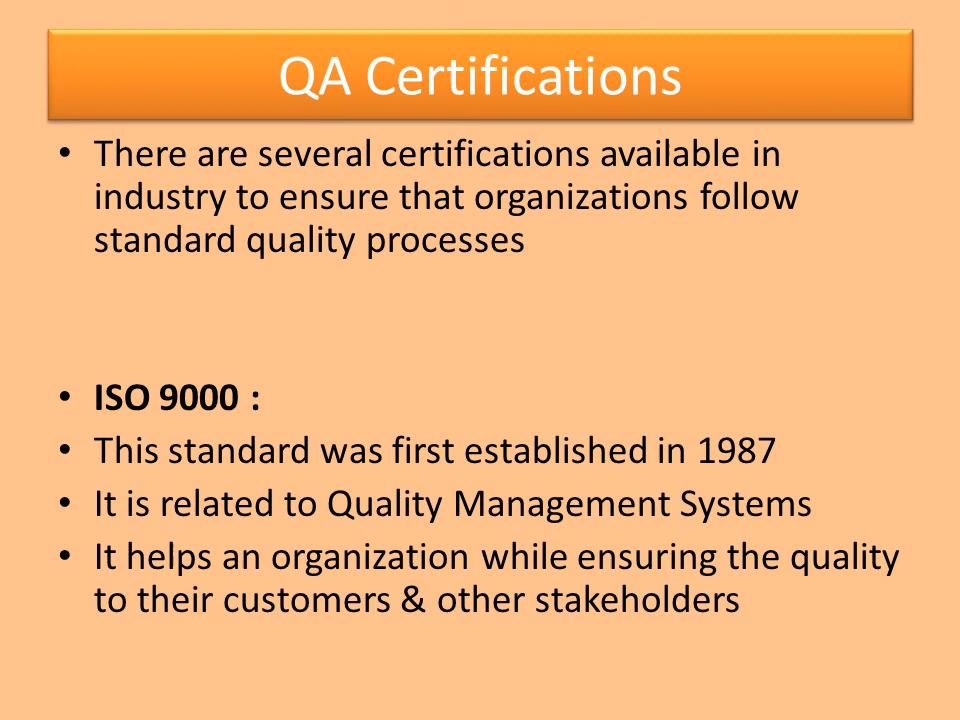 QA Certifications
• There are several certifications available in
industry to ensure that organizations follow
standard quality processes
• ISO 9000 :
• This standard was first established in 1987
• It is related to Quality Management Systems
• It helps an organization while ensuring the quality
to their customers & other stakeholders